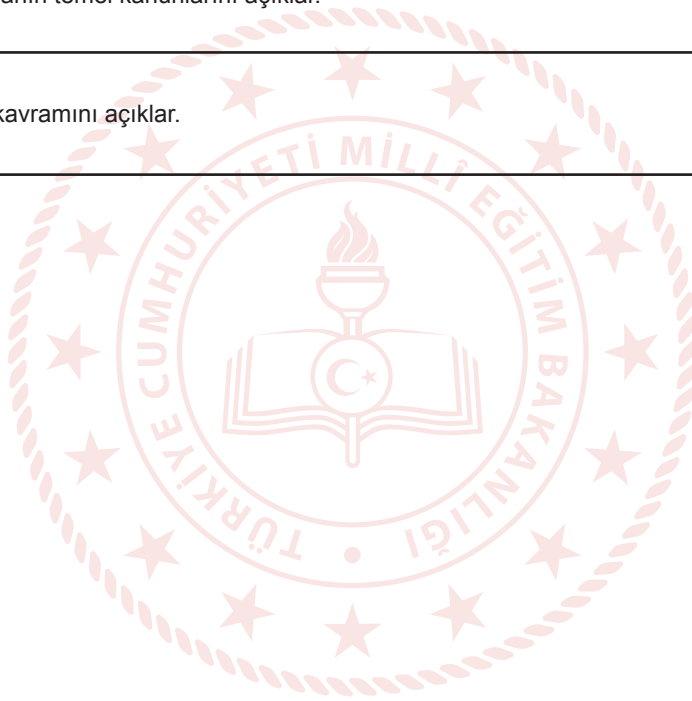 temel kanunlarını açıklar.
kavramını açıklar.
TÜRKİYE CUMHURİYETİ MİLLÎ EĞİTİM BAKANLIĞI